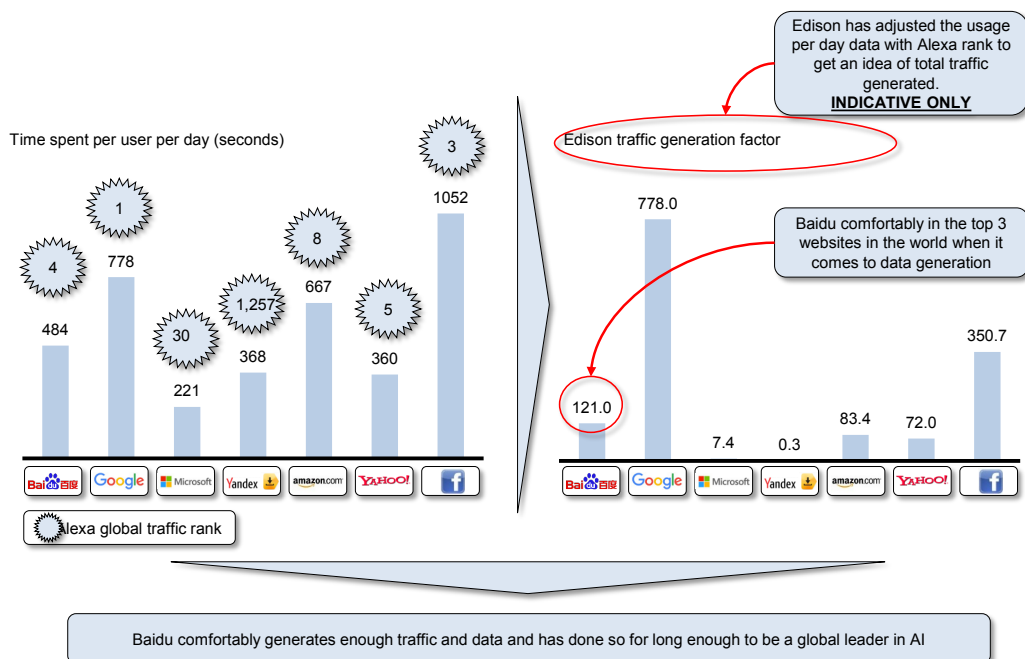 Edison has adjusted the usage
per day data with Alexa rank to
get an idea of total traffic
generated.
INDICATIVE ONLY
Time spent per user per day (seconds)
Edison traffic generation factor
3
1052
1
778
8
667
4
484
1,257
368
5
360
30
221
Bai du 百度
Google
Microsoft
Yandex
amazon.com
YAHOO!
f
Alexa global traffic rank
778.0
Baidu comfortably in the top 3
websites in the world when it
comes to data generation
350.7
121.0
7.4
0.3
83.4
72.0
Bai du 百度
Google
Microsoft
Yandex
amazon.com
YAHOO!
f
Baidu comfortably generates enough traffic and data and has done so for long enough to be a global leader in AI